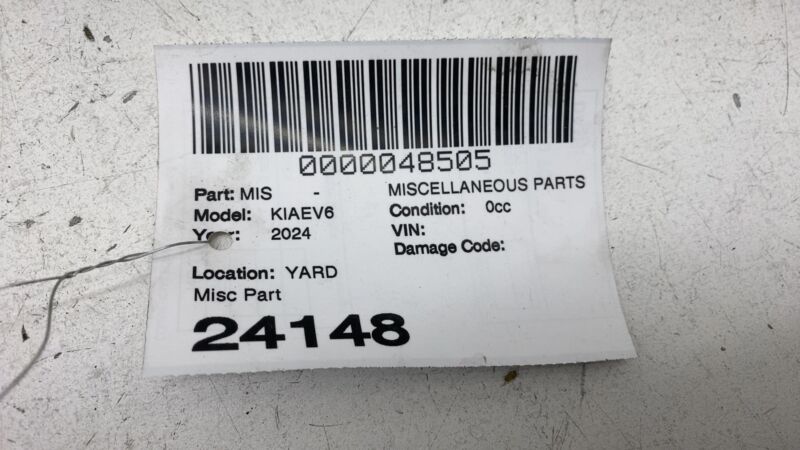 0000048505
Part: MIS - MISCELLANEOUS PARTS
Model: KIAEV6 Condition: 0cc
Year: 2024 VIN:
Damage Code:
Location: YARD
Misc Part
24148